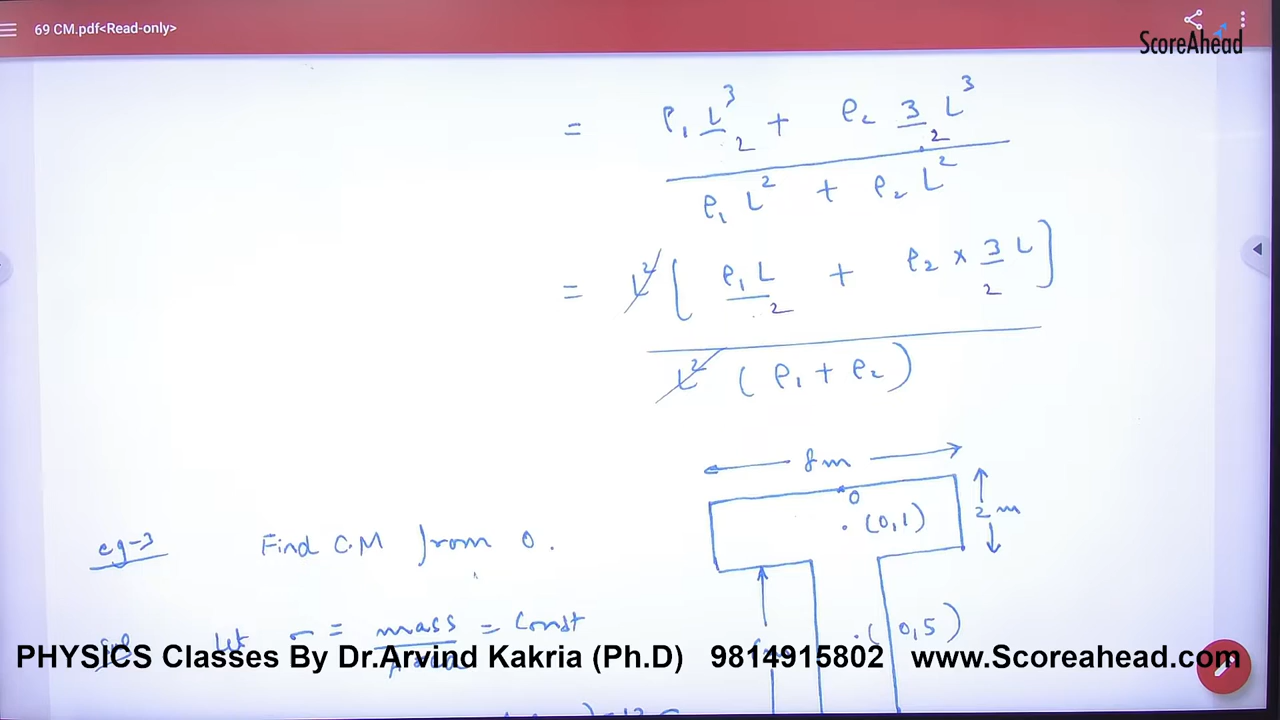 69 CM.pdf<Read-only>
ScoreAhead
= ρ₁ L³/2 + ρ₂ 3/2 L³
ρ₁ L² + ρ₂ L²
= L² [ ρ₁ L/2 + ρ₂ × 3/2 L ]
L² ( ρ₁ + ρ₂ )
8m
O
(0,1)
2m
eg-3 Find C.M from O.
Let σ = mass = Const
(0,5)
PHYSICS Classes By Dr.Arvind Kakria (Ph.D) 9814915802 www.Scoreahead.com